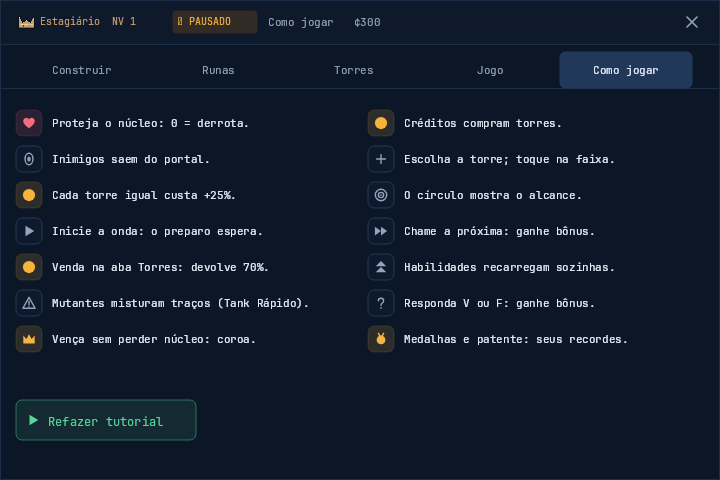 Estagiário NV 1 PAUSADO Como jogar ¢300
Construir Runas Torres Jogo Como jogar
Proteja o núcleo: 0 = derrota.
Créditos compram torres.
Inimigos saem do portal.
Escolha a torre; toque na faixa.
Cada torre igual custa +25%.
O círculo mostra o alcance.
Inicie a onda: o preparo espera.
Chame a próxima: ganhe bônus.
Venda na aba Torres: devolve 70%.
Habilidades recarregam sozinhas.
Mutantes misturam traços (Tank Rápido).
? Responda V ou F: ganhe bônus.
Vença sem perder núcleo: coroa.
Medalhas e patente: seus recordes.
Refazer tutorial